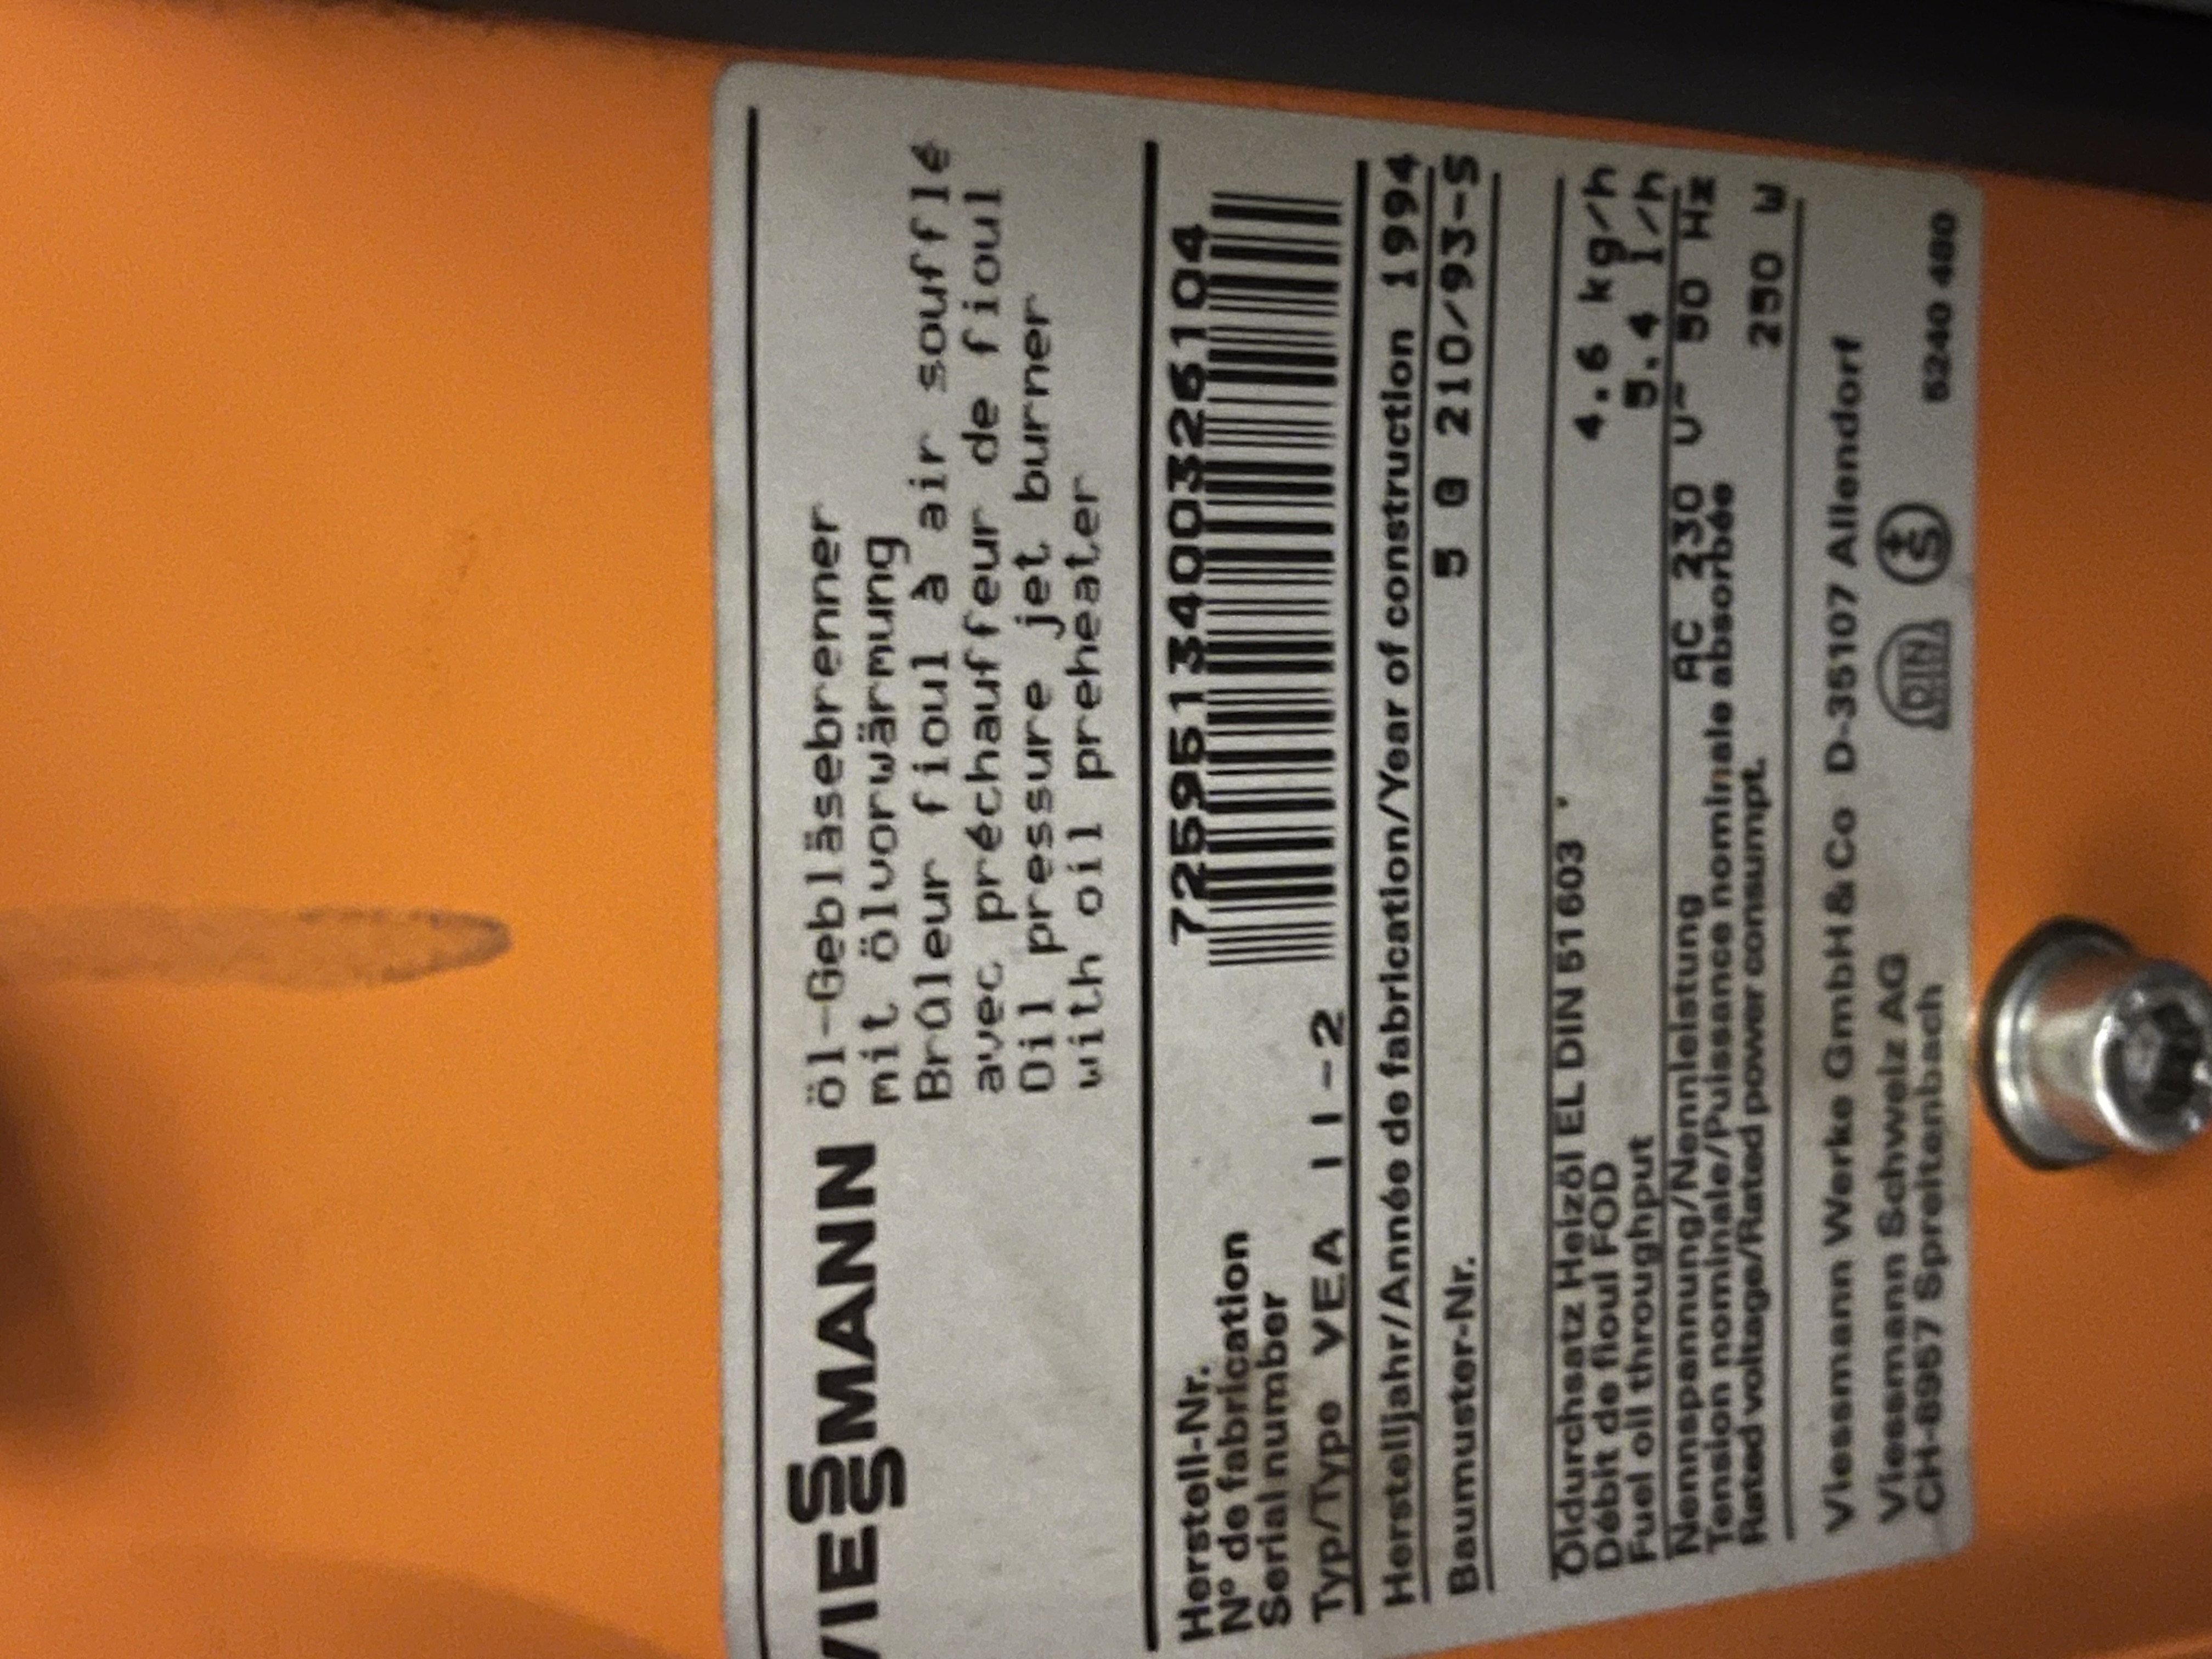 VIESSMANN öl-Gebläsebrenner
mit ölvorwärmung
Brûleur fioul à air soufflé
avec préchauffeur de fioul
Oil pressure jet burner
with oil preheater
Herstell-Nr.
N° de fabrication
Serial number
7259513400326104
Typ/Type VEA 11-2
Herstelljahr/Année de fabrication/Year of construction 1994
Baumuster-Nr. 5 G 210/93-S
Öldurchsatz Heizöl EL DIN 51 603
Débit de fioul FOD 4.6 kg/h
Fuel oil throughput 5.4 l/h
Nennspannung/Nennleistung AC 230 V~ 50 Hz
Tension nominale/Puissance nominale absorbée
Rated voltage/Rated power consumpt. 250 W
Viessmann Werke GmbH & Co D-35107 Allendorf
Viessmann Schweiz AG
CH-8957 Spreitenbach
DIN
S
5240 480